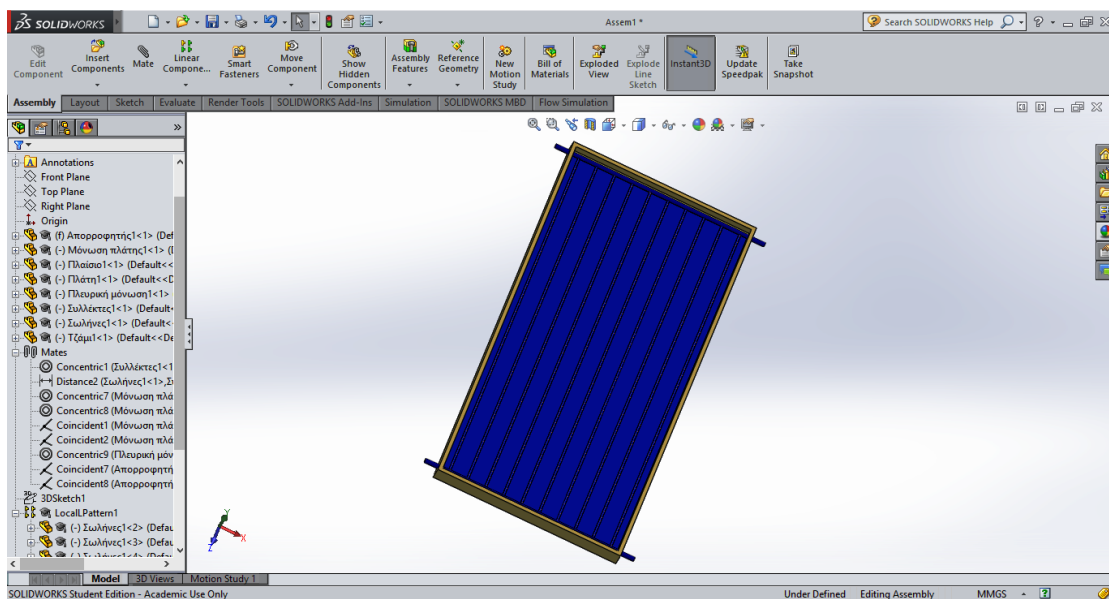 SOLIDWORKS
Assem1 *
Search SOLIDWORKS Help
Edit Component
Insert Components
Mate
Linear Compone...
Smart Fasteners
Move Component
Show Hidden Components
Assembly Features
Reference Geometry
New Motion Study
Bill of Materials
Exploded View
Explode Line Sketch
Instant3D
Update Speedpak
Take Snapshot
Assembly Layout Sketch Evaluate Render Tools SOLIDWORKS Add-Ins Simulation SOLIDWORKS MBD Flow Simulation
Annotations
Front Plane
Top Plane
Right Plane
Origin
(f) Απορροφητής1<1> (Def
(-) Μόνωση πλάτης1<1> (
(-) Πλαίσιο1<1> (Default<<
(-) Πλάτη1<1> (Default<<D
(-) Πλευρική μόνωση1<1>
(-) Συλλέκτες1<1> (Default
(-) Σωλήνες1<1> (Default<
(-) Τζάμι1<1> (Default<<De
Mates
Concentric1 (Συλλέκτες1<1
Distance2 (Σωλήνες1<1>,Σ
Concentric7 (Μόνωση πλά
Concentric8 (Μόνωση πλά
Coincident1 (Μόνωση πλά
Coincident2 (Μόνωση πλά
Concentric9 (Πλευρική μόν
Coincident7 (Απορροφητή
Coincident8 (Απορροφητή
3DSketch1
LocalLPattern1
(-) Σωλήνες1<2> (Defau
(-) Σωλήνες1<3> (Defau
Y
X
Z
Model 3D Views Motion Study 1
SOLIDWORKS Student Edition - Academic Use Only
Under Defined Editing Assembly MMGS